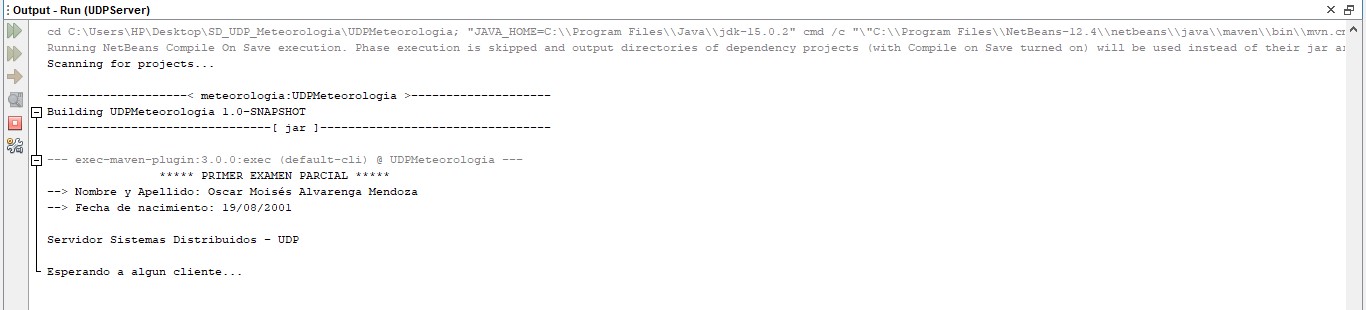 Output - Run (UDPServer)
cd C:\Users\HP\Desktop\SD_UDP_Meteorologia\UDPMeteorologia; "JAVA_HOME=C:\\Program Files\\Java\\jdk-15.0.2" cmd /c "\"C:\\Program Files\\NetBeans-12.4\\netbeans\\java\\maven\\bin\\mvn.cm
Running NetBeans Compile On Save execution. Phase execution is skipped and output directories of dependency projects (with Compile on Save turned on) will be used instead of their jar ar
Scanning for projects...
--------------------< meteorologia:UDPMeteorologia >--------------------
Building UDPMeteorologia 1.0-SNAPSHOT
--------------------------------[ jar ]---------------------------------
--- exec-maven-plugin:3.0.0:exec (default-cli) @ UDPMeteorologia ---
***** PRIMER EXAMEN PARCIAL *****
--> Nombre y Apellido: Oscar Moisés Alvarenga Mendoza
--> Fecha de nacimiento: 19/08/2001
Servidor Sistemas Distribuidos - UDP
Esperando a algun cliente...